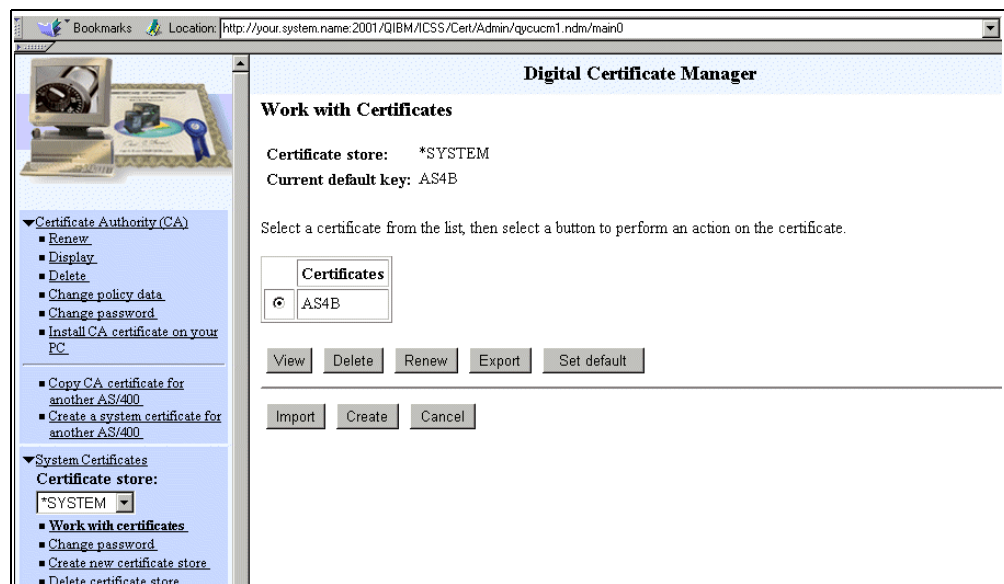 Bookmarks Location: http://your.system.name:2001/QIBM/ICSS/Cert/Admin/qycucm1.ndm/main0
Digital Certificate Manager
Work with Certificates
Certificate store: *SYSTEM
Current default key: AS4B
Select a certificate from the list, then select a button to perform an action on the certificate.
Certificates
AS4B
View Delete Renew Export Set default
Import Create Cancel
Certificate Authority (CA)
Renew
Display
Delete
Change policy data
Change password
Install CA certificate on your
PC
Copy CA certificate for
another AS/400
Create a system certificate for
another AS/400
System Certificates
Certificate store:
*SYSTEM
Work with certificates
Change password
Create new certificate store
Delete certificate store